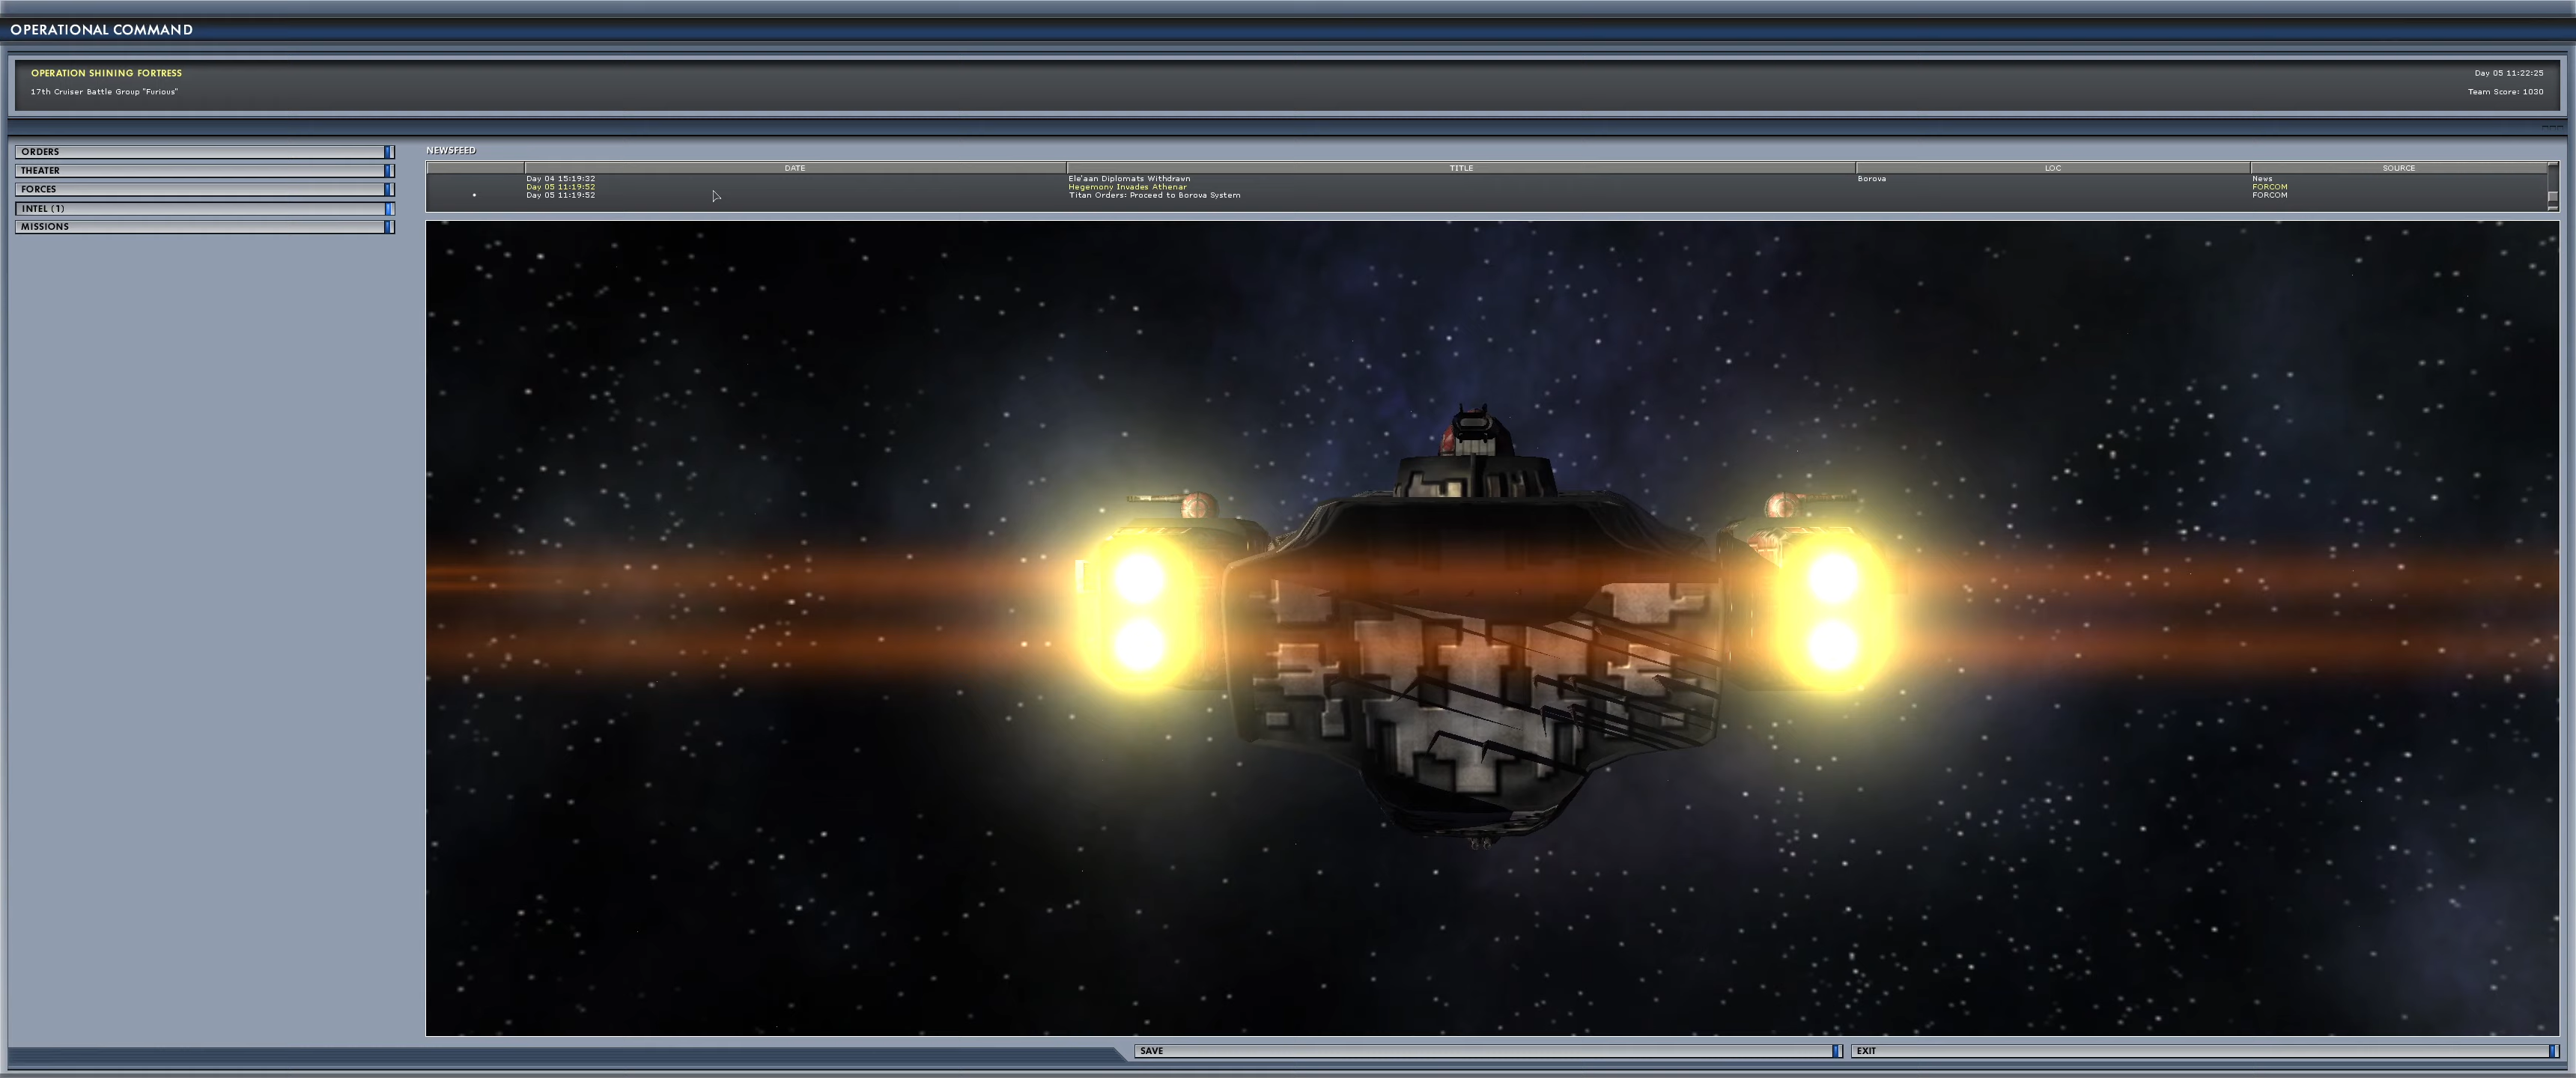 OPERATIONAL COMMAND
OPERATION SHINING FORTRESS
Day 05 11:22:25
17th Cruiser Battle Group "Furious"
Team Score: 1030
ORDERS
THEATER
FORCES
INTEL (1)
MISSIONS
NEWSFEED
DATE TITLE LOC SOURCE
Day 04 15:19:32 Ele'aan Diplomats Withdrawn Borova News
Day 05 11:19:52 Hegemony Invades Athenar FORCOM
• Day 05 11:19:52 Titan Orders: Proceed to Borova System FORCOM
SAVE
EXIT